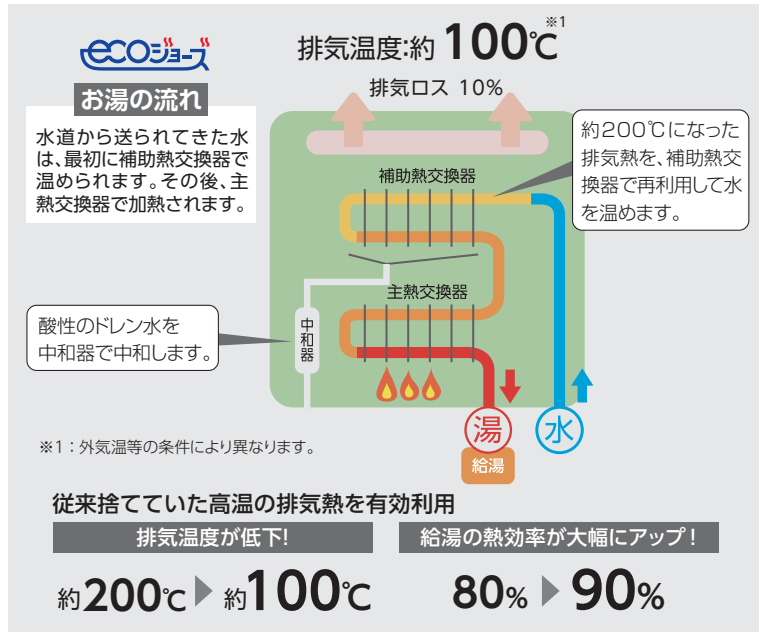 ecoジョーズ
排気温度:約100℃※1
排気ロス 10%
お湯の流れ
水道から送られてきた水
は、最初に補助熱交換器で
温められます。その後、主
熱交換器で加熱されます。
約200℃になった
排気熱を、補助熱交
換器で再利用して水
を温めます。
補助熱交換器
主熱交換器
酸性のドレン水を
中和器で中和します。
中和器
湯
水
給湯
※1:外気温等の条件により異なります。
従来捨てていた高温の排気熱を有効利用
排気温度が低下!
約200℃ ▶ 約100℃
給湯の熱効率が大幅にアップ!
80% ▶ 90%